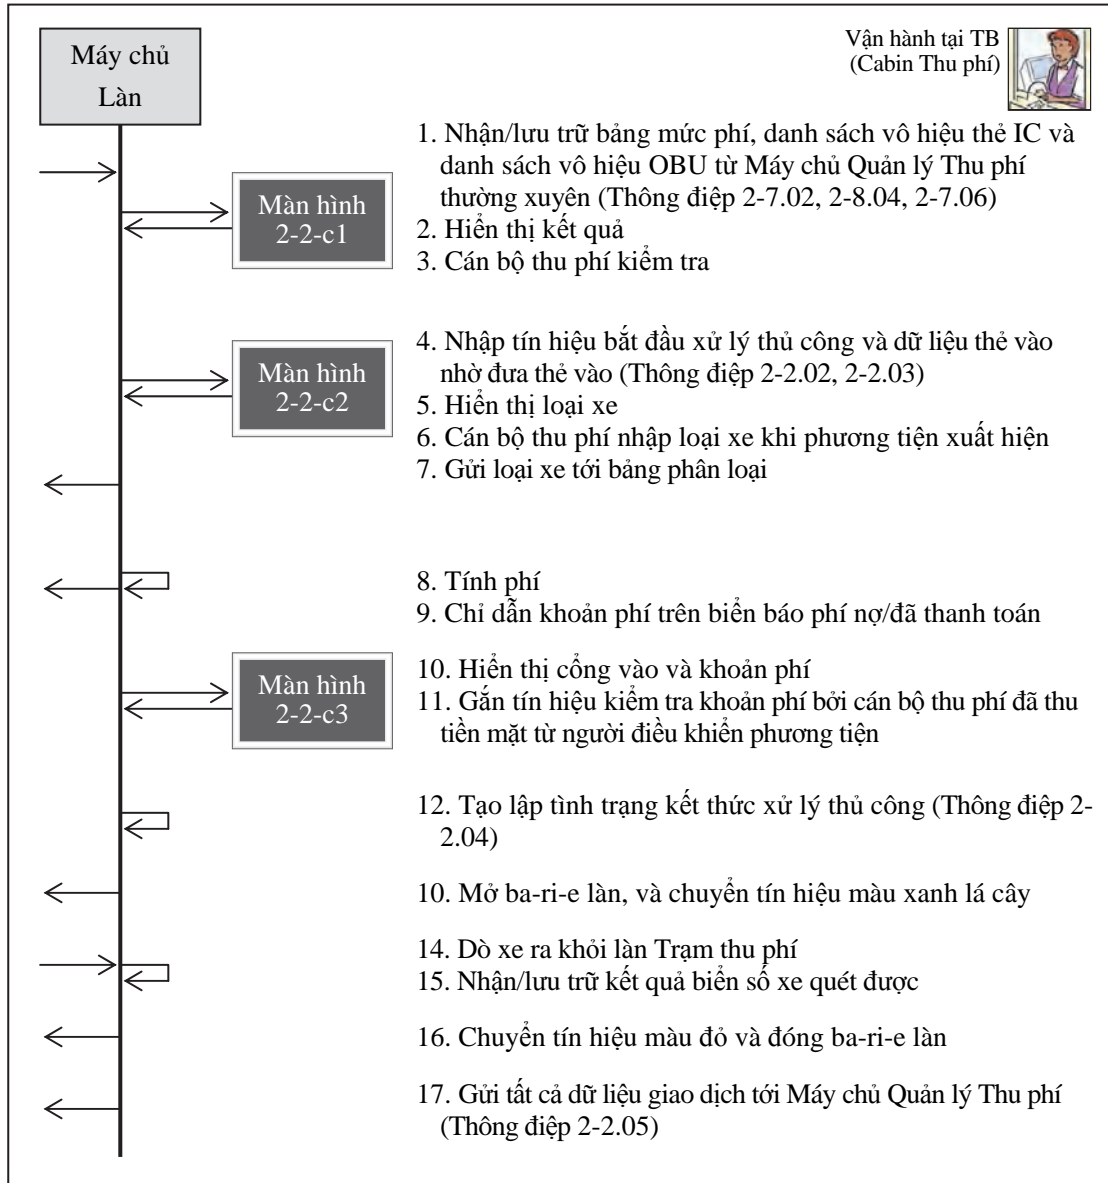 Máy chủ
Làn
Vận hành tại TB
(Cabin Thu phí)
1. Nhận/lưu trữ bảng mức phí, danh sách vô hiệu thẻ IC và
danh sách vô hiệu OBU từ Máy chủ Quản lý Thu phí
thường xuyên (Thông điệp 2-7.02, 2-8.04, 2-7.06)
Màn hình
2-2-c1
2. Hiển thị kết quả
3. Cán bộ thu phí kiểm tra
Màn hình
2-2-c2
4. Nhập tín hiệu bắt đầu xử lý thủ công và dữ liệu thẻ vào
nhờ đưa thẻ vào (Thông điệp 2-2.02, 2-2.03)
5. Hiển thị loại xe
6. Cán bộ thu phí nhập loại xe khi phương tiện xuất hiện
7. Gửi loại xe tới bảng phân loại
8. Tính phí
9. Chỉ dẫn khoản phí trên biển báo phí nợ/đã thanh toán
Màn hình
2-2-c3
10. Hiển thị cổng vào và khoản phí
11. Gắn tín hiệu kiểm tra khoản phí bởi cán bộ thu phí đã thu
tiền mặt từ người điều khiển phương tiện
12. Tạo lập tình trạng kết thức xử lý thủ công (Thông điệp 2-
2.04)
10. Mở ba-ri-e làn, và chuyển tín hiệu màu xanh lá cây
14. Dò xe ra khỏi làn Trạm thu phí
15. Nhận/lưu trữ kết quả biển số xe quét được
16. Chuyển tín hiệu màu đỏ và đóng ba-ri-e làn
17. Gửi tất cả dữ liệu giao dịch tới Máy chủ Quản lý Thu phí
(Thông điệp 2-2.05)